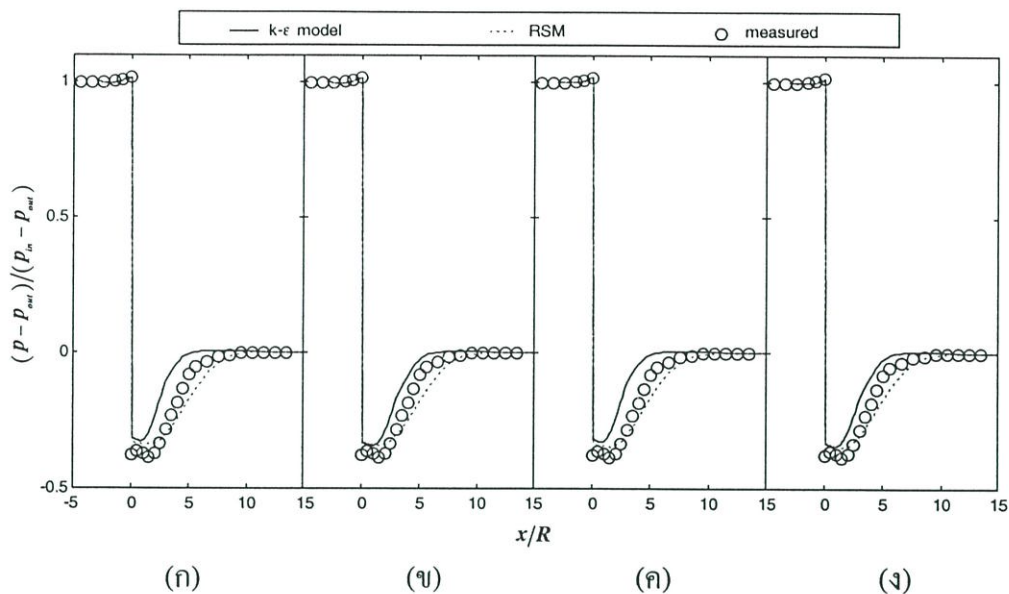 k-ε model RSM measured
1
0.5
0
-0.5
(p − p_out)/(p_in − p_out)
-5 0 5 10 15 0 5 10 15 0 5 10 15 0 5 10 15
x/R
(ก) (ข) (ค) (ง)